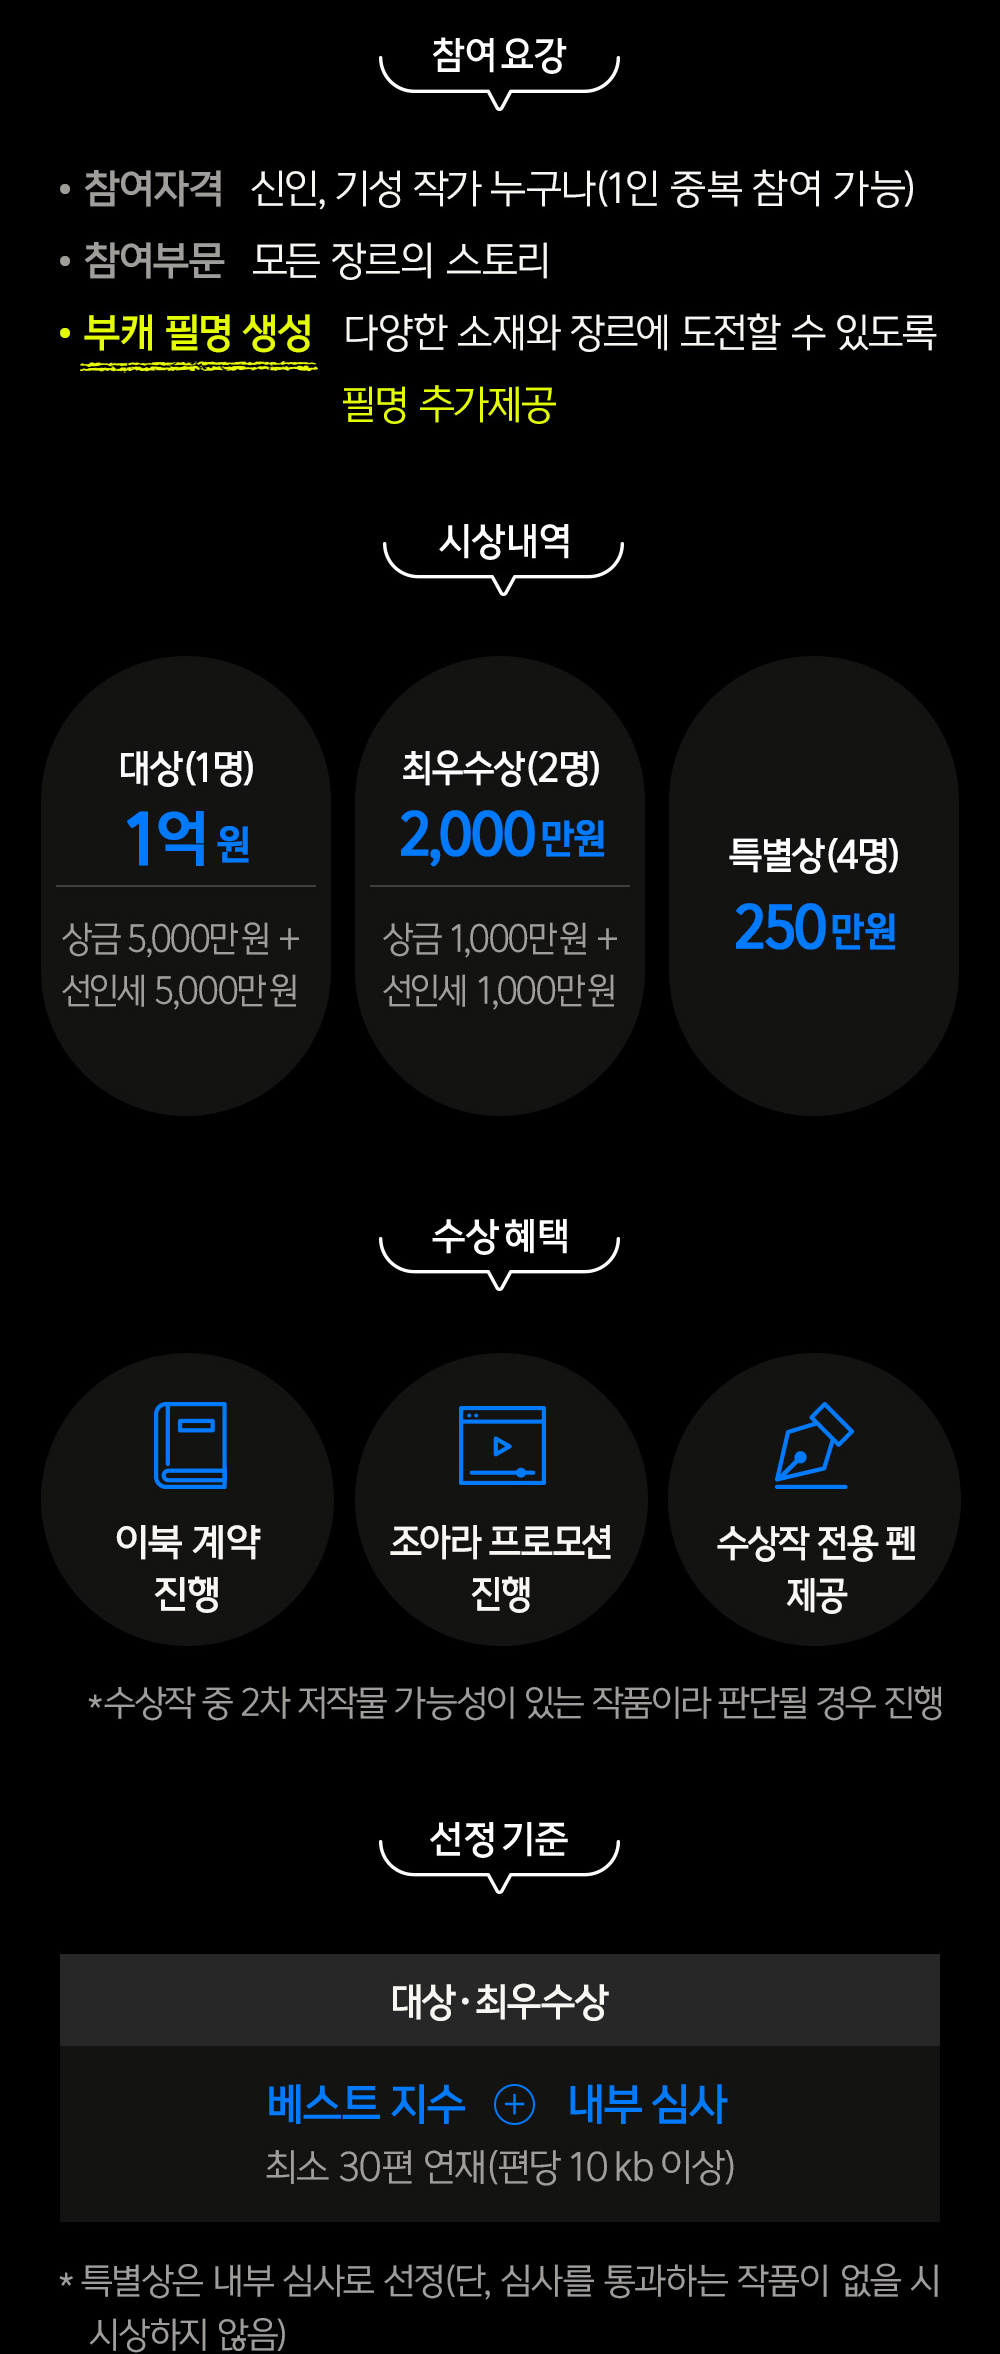 참여요강
• 참여자격 신인, 기성 작가 누구나(1인 중복 참여 가능)
• 참여부문 모든 장르의 스토리
• 부캐 필명 생성 다양한 소재와 장르에 도전할 수 있도록
필명 추가제공
시상내역
대상(1명)
1억 원
상금 5,000만원 +
선인세 5,000만원
최우수상(2명)
2,000 만원
상금 1,000만원 +
선인세 1,000만원
특별상(4명)
250 만원
수상 혜택
이북 계약
진행
조아라 프로모션
진행
수상작 전용 펜
제공
*수상작 중 2차 저작물 가능성이 있는 작품이라 판단될 경우 진행
선정 기준
대상·최우수상
베스트 지수 + 내부 심사
최소 30편 연재(편당 10 kb 이상)
* 특별상은 내부 심사로 선정(단, 심사를 통과하는 작품이 없을 시
시상하지 않음)